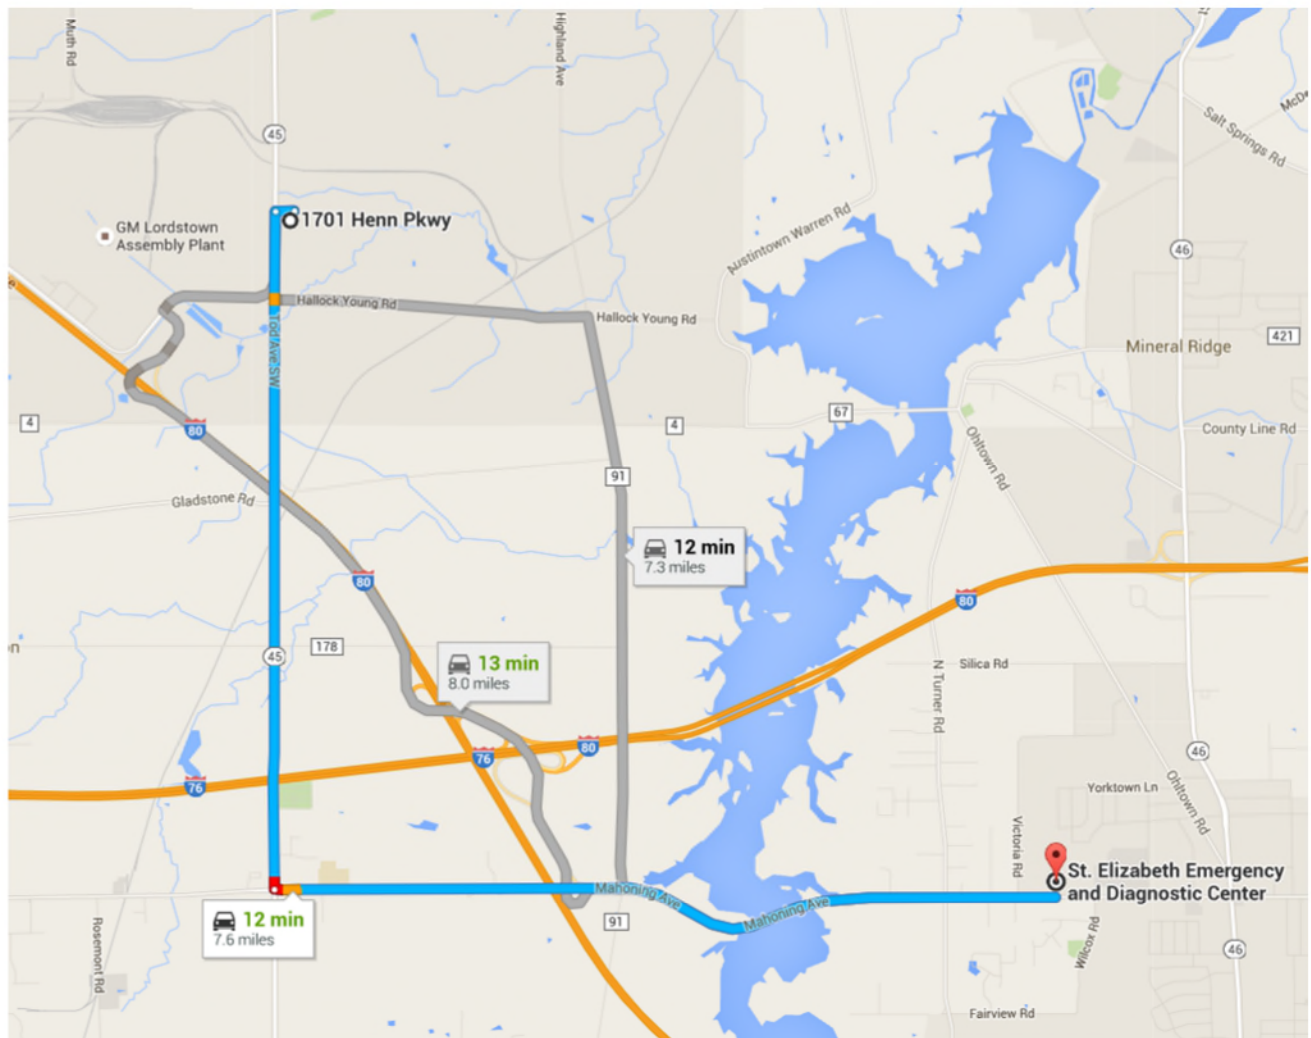 Muth Rd
Highland Ave
45
Salt Springs Rd
McDo
1701 Henn Pkwy
GM Lordstown
Assembly Plant
Austintown Warren Rd
46
Hallock Young Rd
Hallock Young Rd
Tod Ave SW
421
Mineral Ridge
4
80
67
4
County Line Rd
Ohltown Rd
91
Gladstone Rd
12 min
7.3 miles
80
80
178
45
13 min
8.0 miles
Silica Rd
N Turner Rd
80
76
46
76
Yorktown Ln
Ohltown Rd
Victoria Rd
St. Elizabeth Emergency
and Diagnostic Center
Mahoning Ave
Mahoning Ave
12 min
7.6 miles
91
Rosemont Rd
Wilcox Rd
46
Fairview Rd